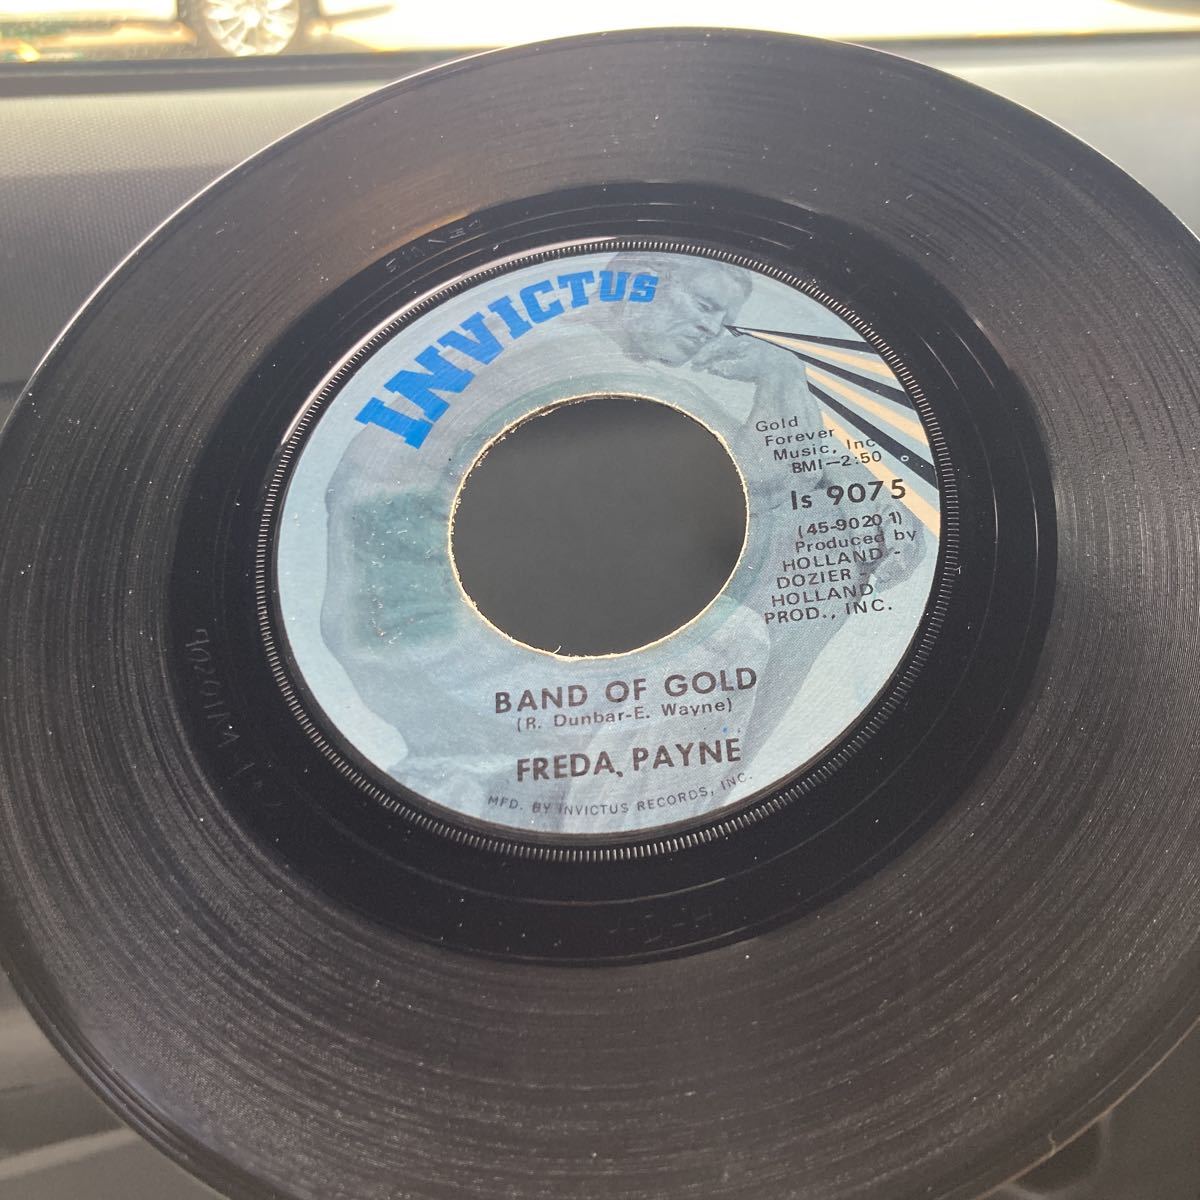 INVICTUS
Gold
Forever
Music, Inc
BMI-2:50
Is 9075
(45-9020 1)
Produced by
HOLLAND -
DOZIER -
HOLLAND
PROD., INC.
BAND OF GOLD
(R. Dunbar-E. Wayne)
FREDA PAYNE
MFD. BY INVICTUS RECORDS, INC.